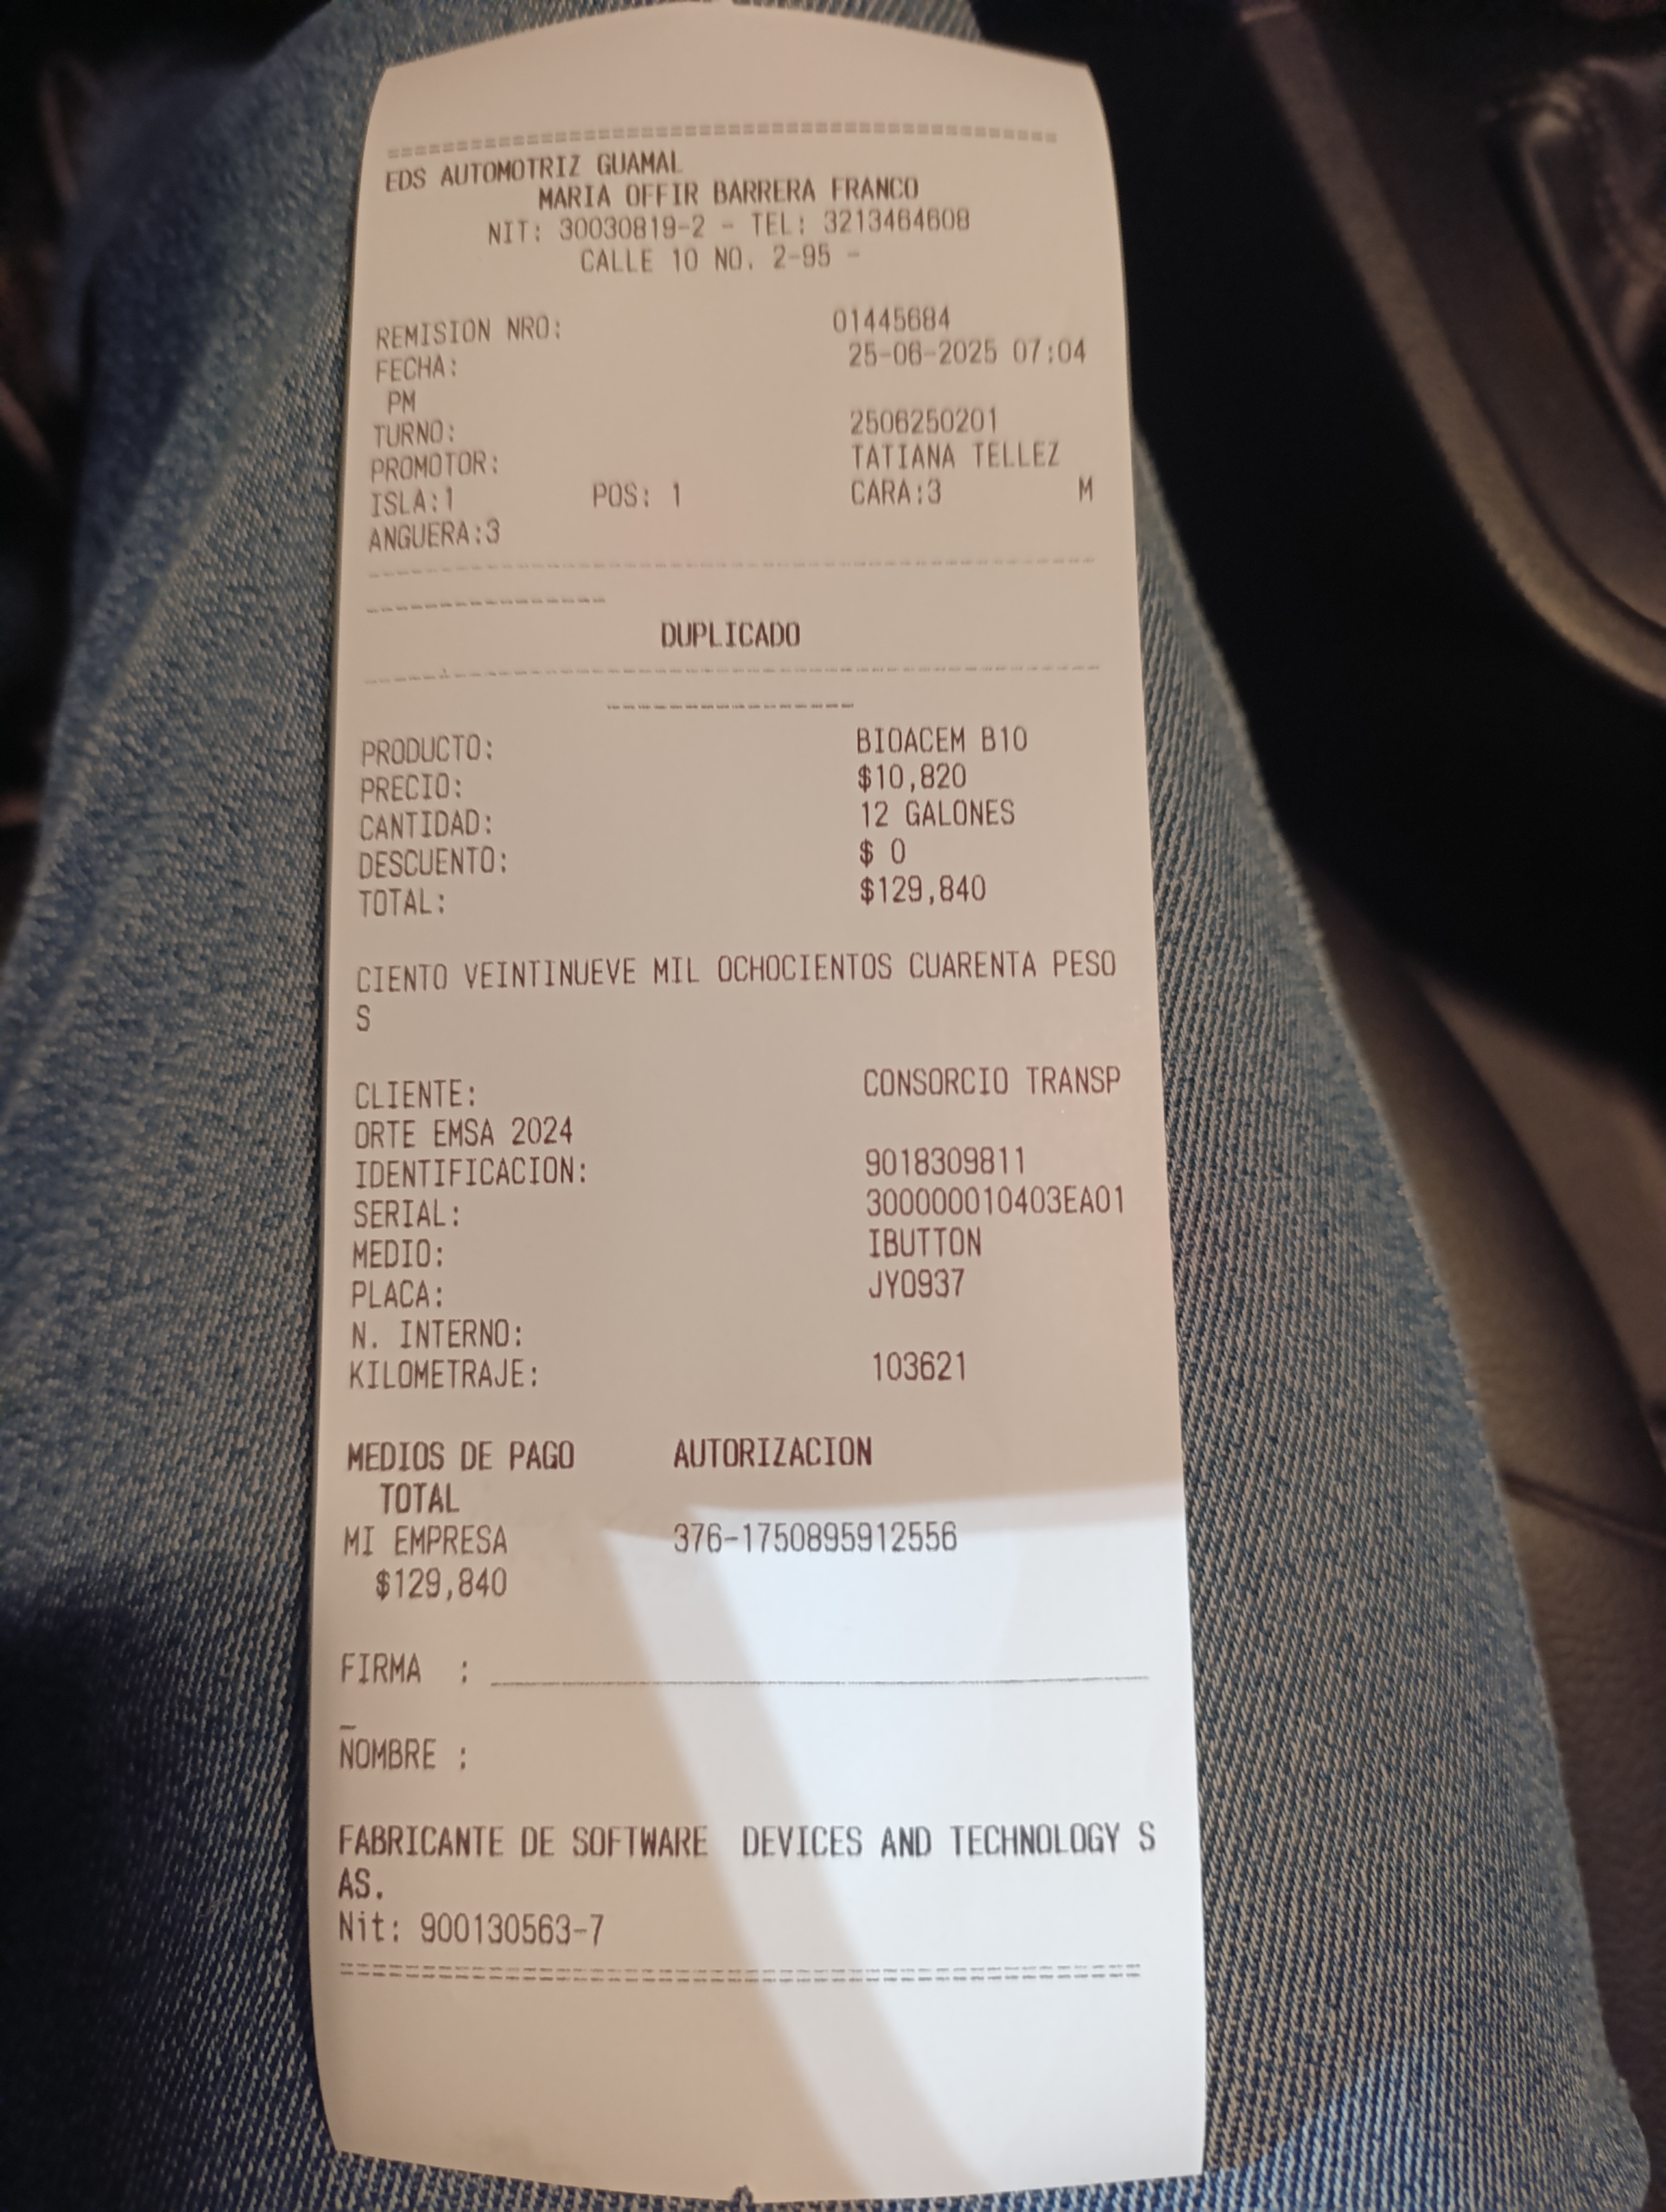 ================================================
EDS AUTOMOTRIZ GUAMAL
MARIA OFFIR BARRERA FRANCO
NIT: 30030819-2 - TEL: 3213464608
CALLE 10 NO. 2-95 -
REMISION NRO: 01445684
FECHA: 25-06-2025 07:04
PM
TURNO: 2506250201
PROMOTOR: TATIANA TELLEZ
ISLA:1 POS: 1 CARA:3 M
ANGUERA:3
------------------------------------------------
----------------
DUPLICADO
------------------------------------------------
----------------
PRODUCTO: BIOACEM B10
PRECIO: $10,820
CANTIDAD: 12 GALONES
DESCUENTO: $ 0
TOTAL: $129,840
CIENTO VEINTINUEVE MIL OCHOCIENTOS CUARENTA PESO
S
CLIENTE: CONSORCIO TRANSP
ORTE EMSA 2024
IDENTIFICACION: 9018309811
SERIAL: 300000010403EA01
MEDIO: IBUTTON
PLACA: JYO937
N. INTERNO:
KILOMETRAJE: 103621
MEDIOS DE PAGO AUTORIZACION
TOTAL
MI EMPRESA 376-1750895912556
$129,840
FIRMA : _________________________________________
_
NOMBRE :
FABRICANTE DE SOFTWARE DEVICES AND TECHNOLOGY S
AS.
Nit: 900130563-7
================================================